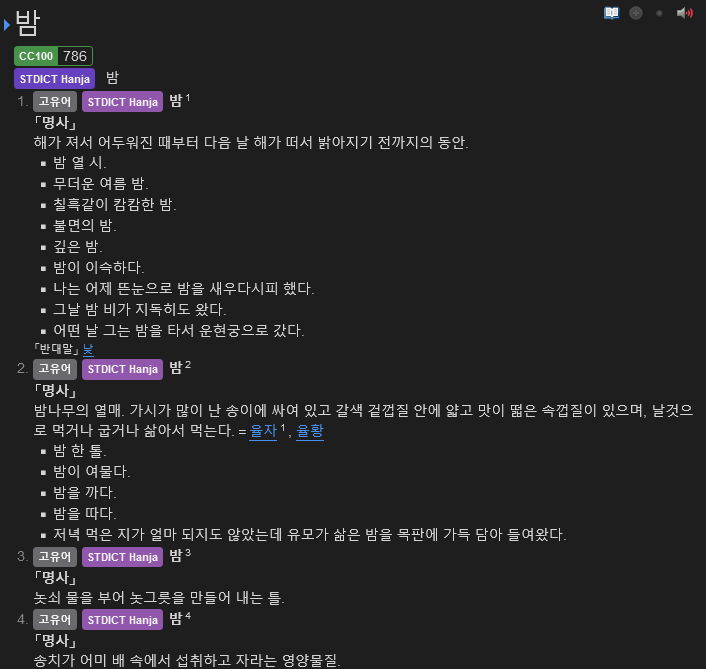 밤
CC100 786
STDICT Hanja 밤
1. 고유어 STDICT Hanja 밤 1
「명사」
해가 져서 어두워진 때부터 다음 날 해가 떠서 밝아지기 전까지의 동안.
▪ 밤 열 시.
▪ 무더운 여름 밤.
▪ 칠흑같이 캄캄한 밤.
▪ 불면의 밤.
▪ 깊은 밤.
▪ 밤이 이슥하다.
▪ 나는 어제 뜬눈으로 밤을 새우다시피 했다.
▪ 그날 밤 비가 지독히도 왔다.
▪ 어떤 날 그는 밤을 타서 운현궁으로 갔다.
「반대말」 낮
2. 고유어 STDICT Hanja 밤 2
「명사」
밤나무의 열매. 가시가 많이 난 송이에 싸여 있고 갈색 겉껍질 안에 얇고 맛이 떫은 속껍질이 있으며, 날것으
로 먹거나 굽거나 삶아서 먹는다. = 율자 1 , 율황
▪ 밤 한 톨.
▪ 밤이 여물다.
▪ 밤을 까다.
▪ 밤을 따다.
▪ 저녁 먹은 지가 얼마 되지도 않았는데 유모가 삶은 밤을 목판에 가득 담아 들여왔다.
3. 고유어 STDICT Hanja 밤 3
「명사」
놋쇠 물을 부어 놋그릇을 만들어 내는 틀.
4. 고유어 STDICT Hanja 밤 4
「명사」
송치가 어미 배 속에서 섭취하고 자라는 영양물질.